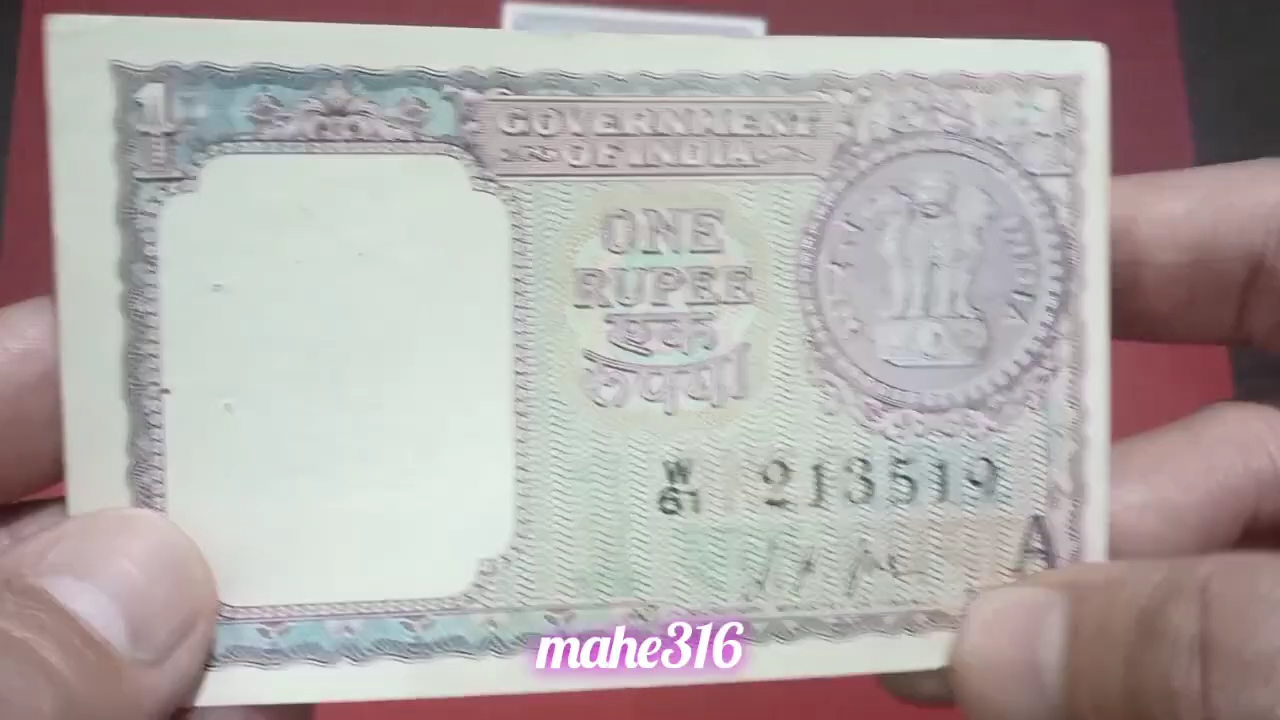 1
GOVERNMENT
OF INDIA
ONE
RUPEE
एक
रुपया
W
61 213519
A
mahe316